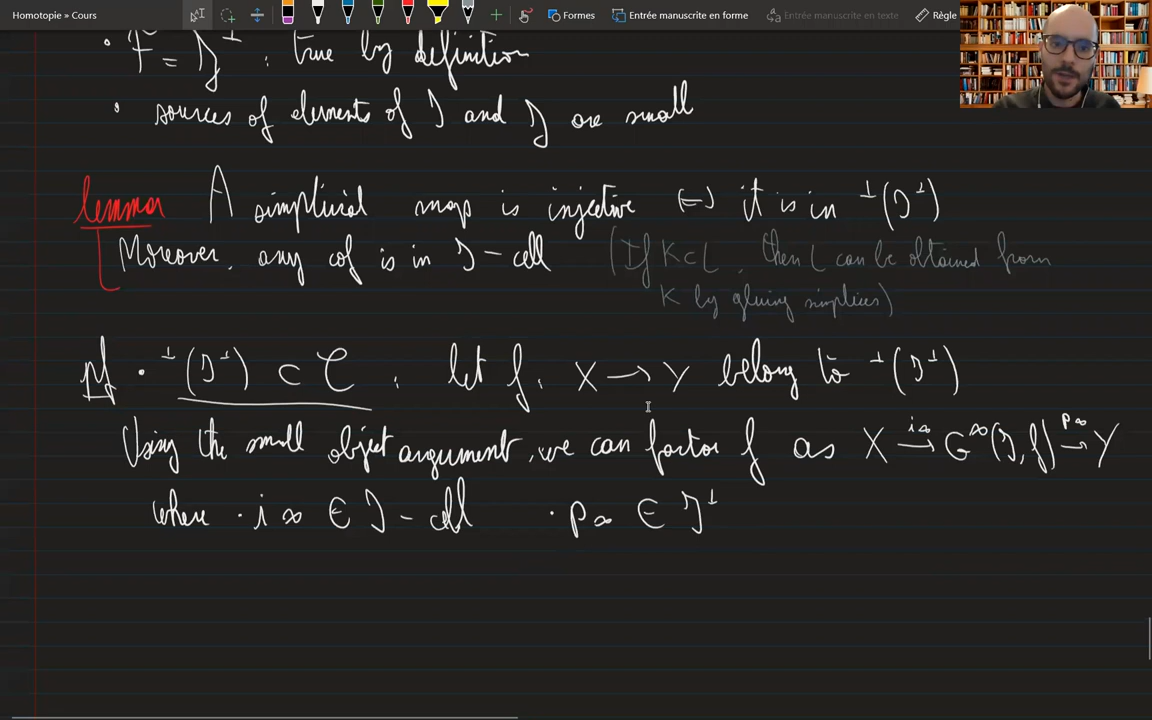 Homotopie » Cours
Formes
Entrée manuscrite en forme
Entrée manuscrite en texte
Règle
• F = J^⊥ : true by definition
• sources of elements of I and J are small
lemma A simplicial map is injective ⟺ it is in ^⊥(I^⊥)
Moreover, any cof is in I-cell (If K ⊂ L, then L can be obtained from
K by gluing simplices)
Pf • ^⊥(I^⊥) ⊂ C : let f: X → Y belong to ^⊥(I^⊥)
Using the small object argument, we can factor f as X →^{i∞} G^∞(I, f) →^{p∞} Y
where • i∞ ∈ I-cell • p∞ ∈ I^⊥